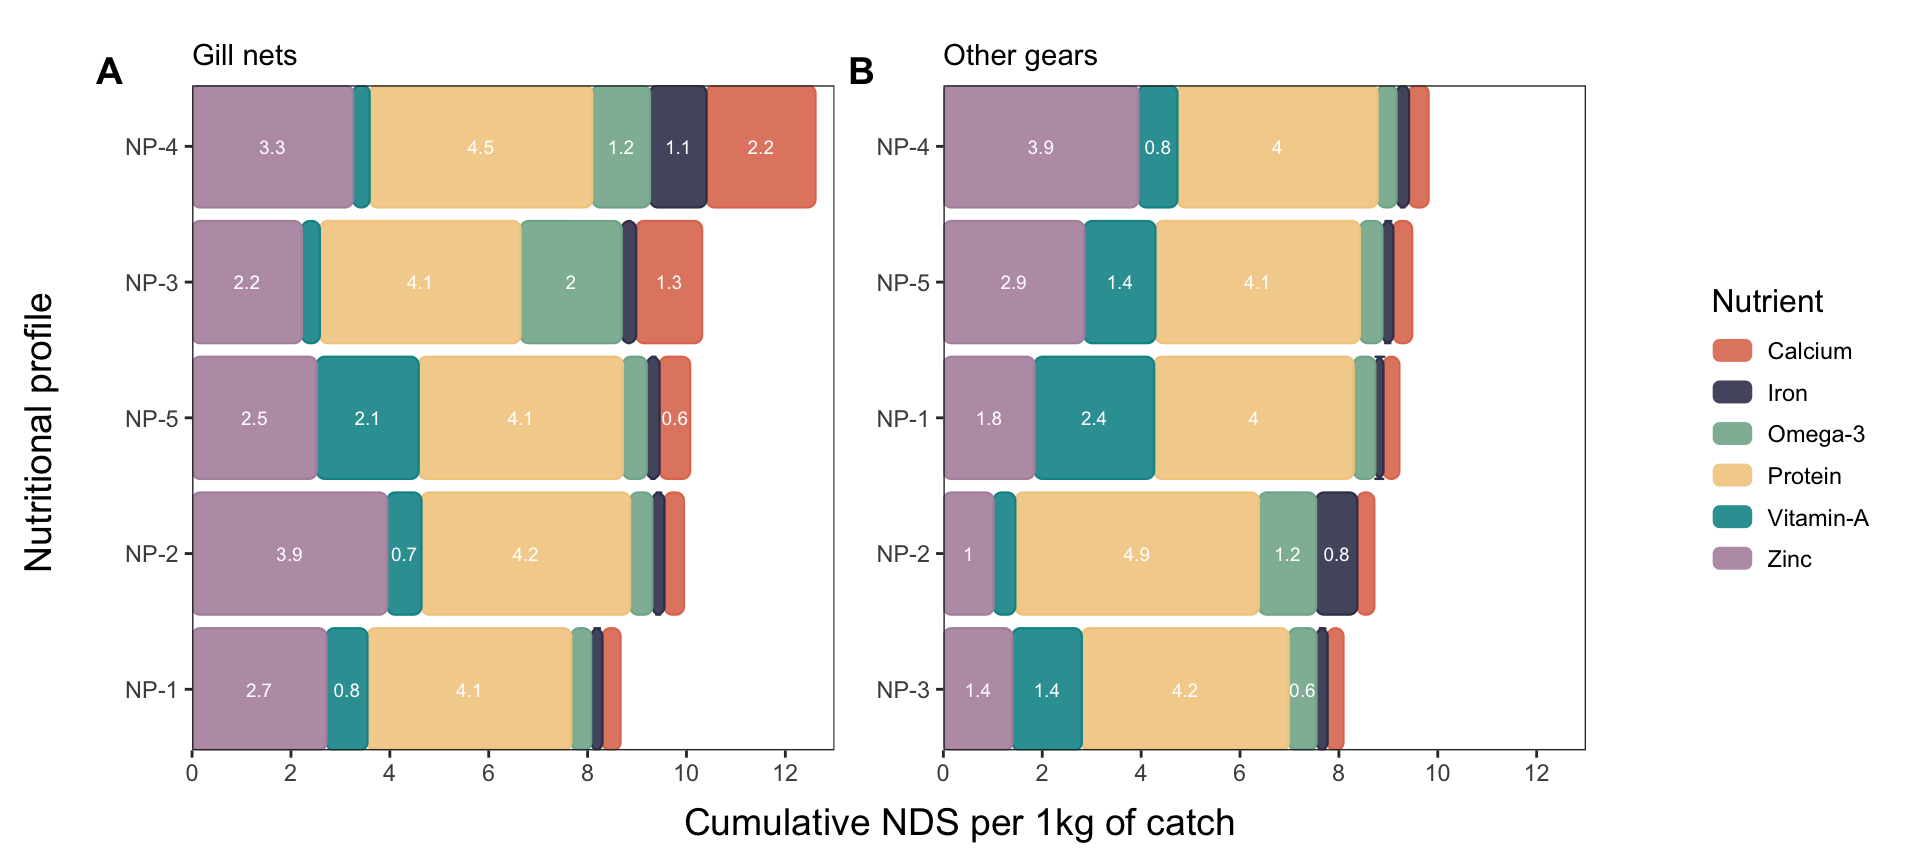 A
Gill nets
B
Other gears
Nutritional profile
NP-4
3.3
4.5
1.2
1.1
2.2
NP-3
2.2
4.1
2
1.3
NP-5
2.5
2.1
4.1
0.6
NP-2
3.9
0.7
4.2
NP-1
2.7
0.8
4.1
0 2 4 6 8 10 12
NP-4
3.9
0.8
4
NP-5
2.9
1.4
4.1
NP-1
1.8
2.4
4
NP-2
1
4.9
1.2
0.8
NP-3
1.4
1.4
4.2
0.6
0 2 4 6 8 10 12
Cumulative NDS per 1kg of catch
Nutrient
Calcium
Iron
Omega-3
Protein
Vitamin-A
Zinc